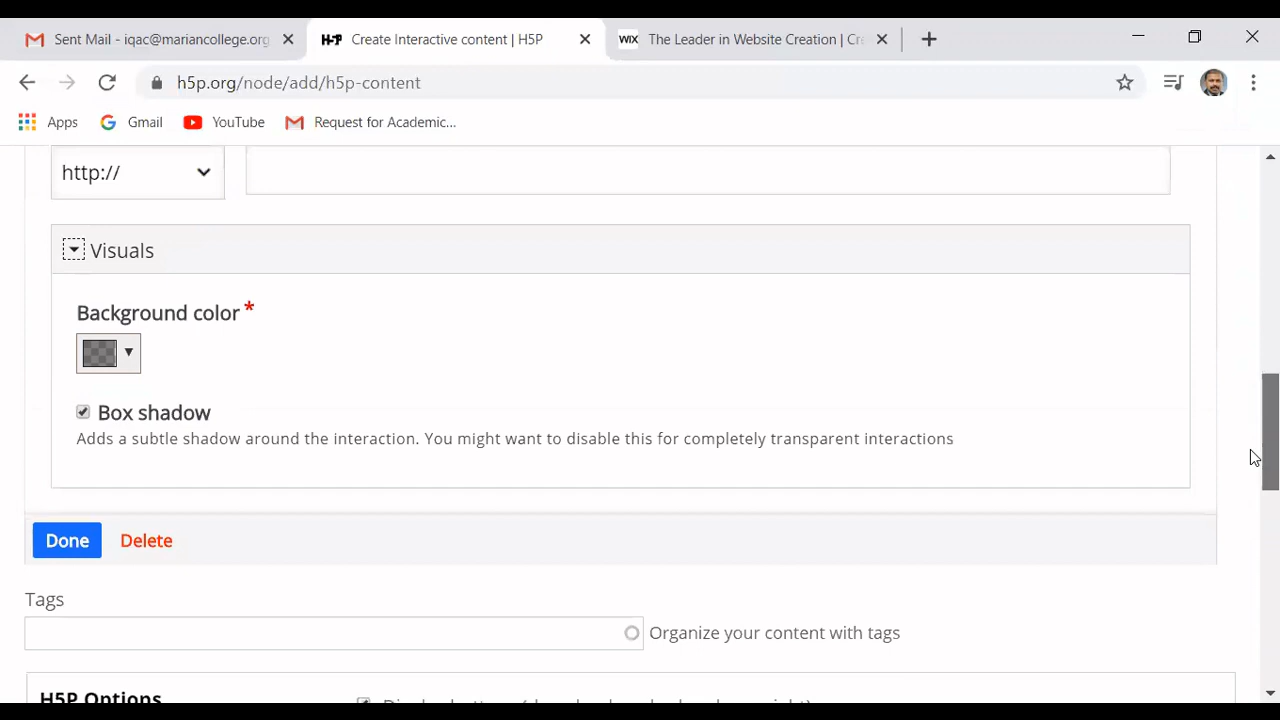 Sent Mail - iqac@mariancollege.org
H-P Create Interactive content | H5P
WIX The Leader in Website Creation | Cre
h5p.org/node/add/h5p-content
Apps Gmail YouTube Request for Academic...
http://
Visuals
Background color *
Box shadow
Adds a subtle shadow around the interaction. You might want to disable this for completely transparent interactions
Done Delete
Tags
Organize your content with tags
H5P Options